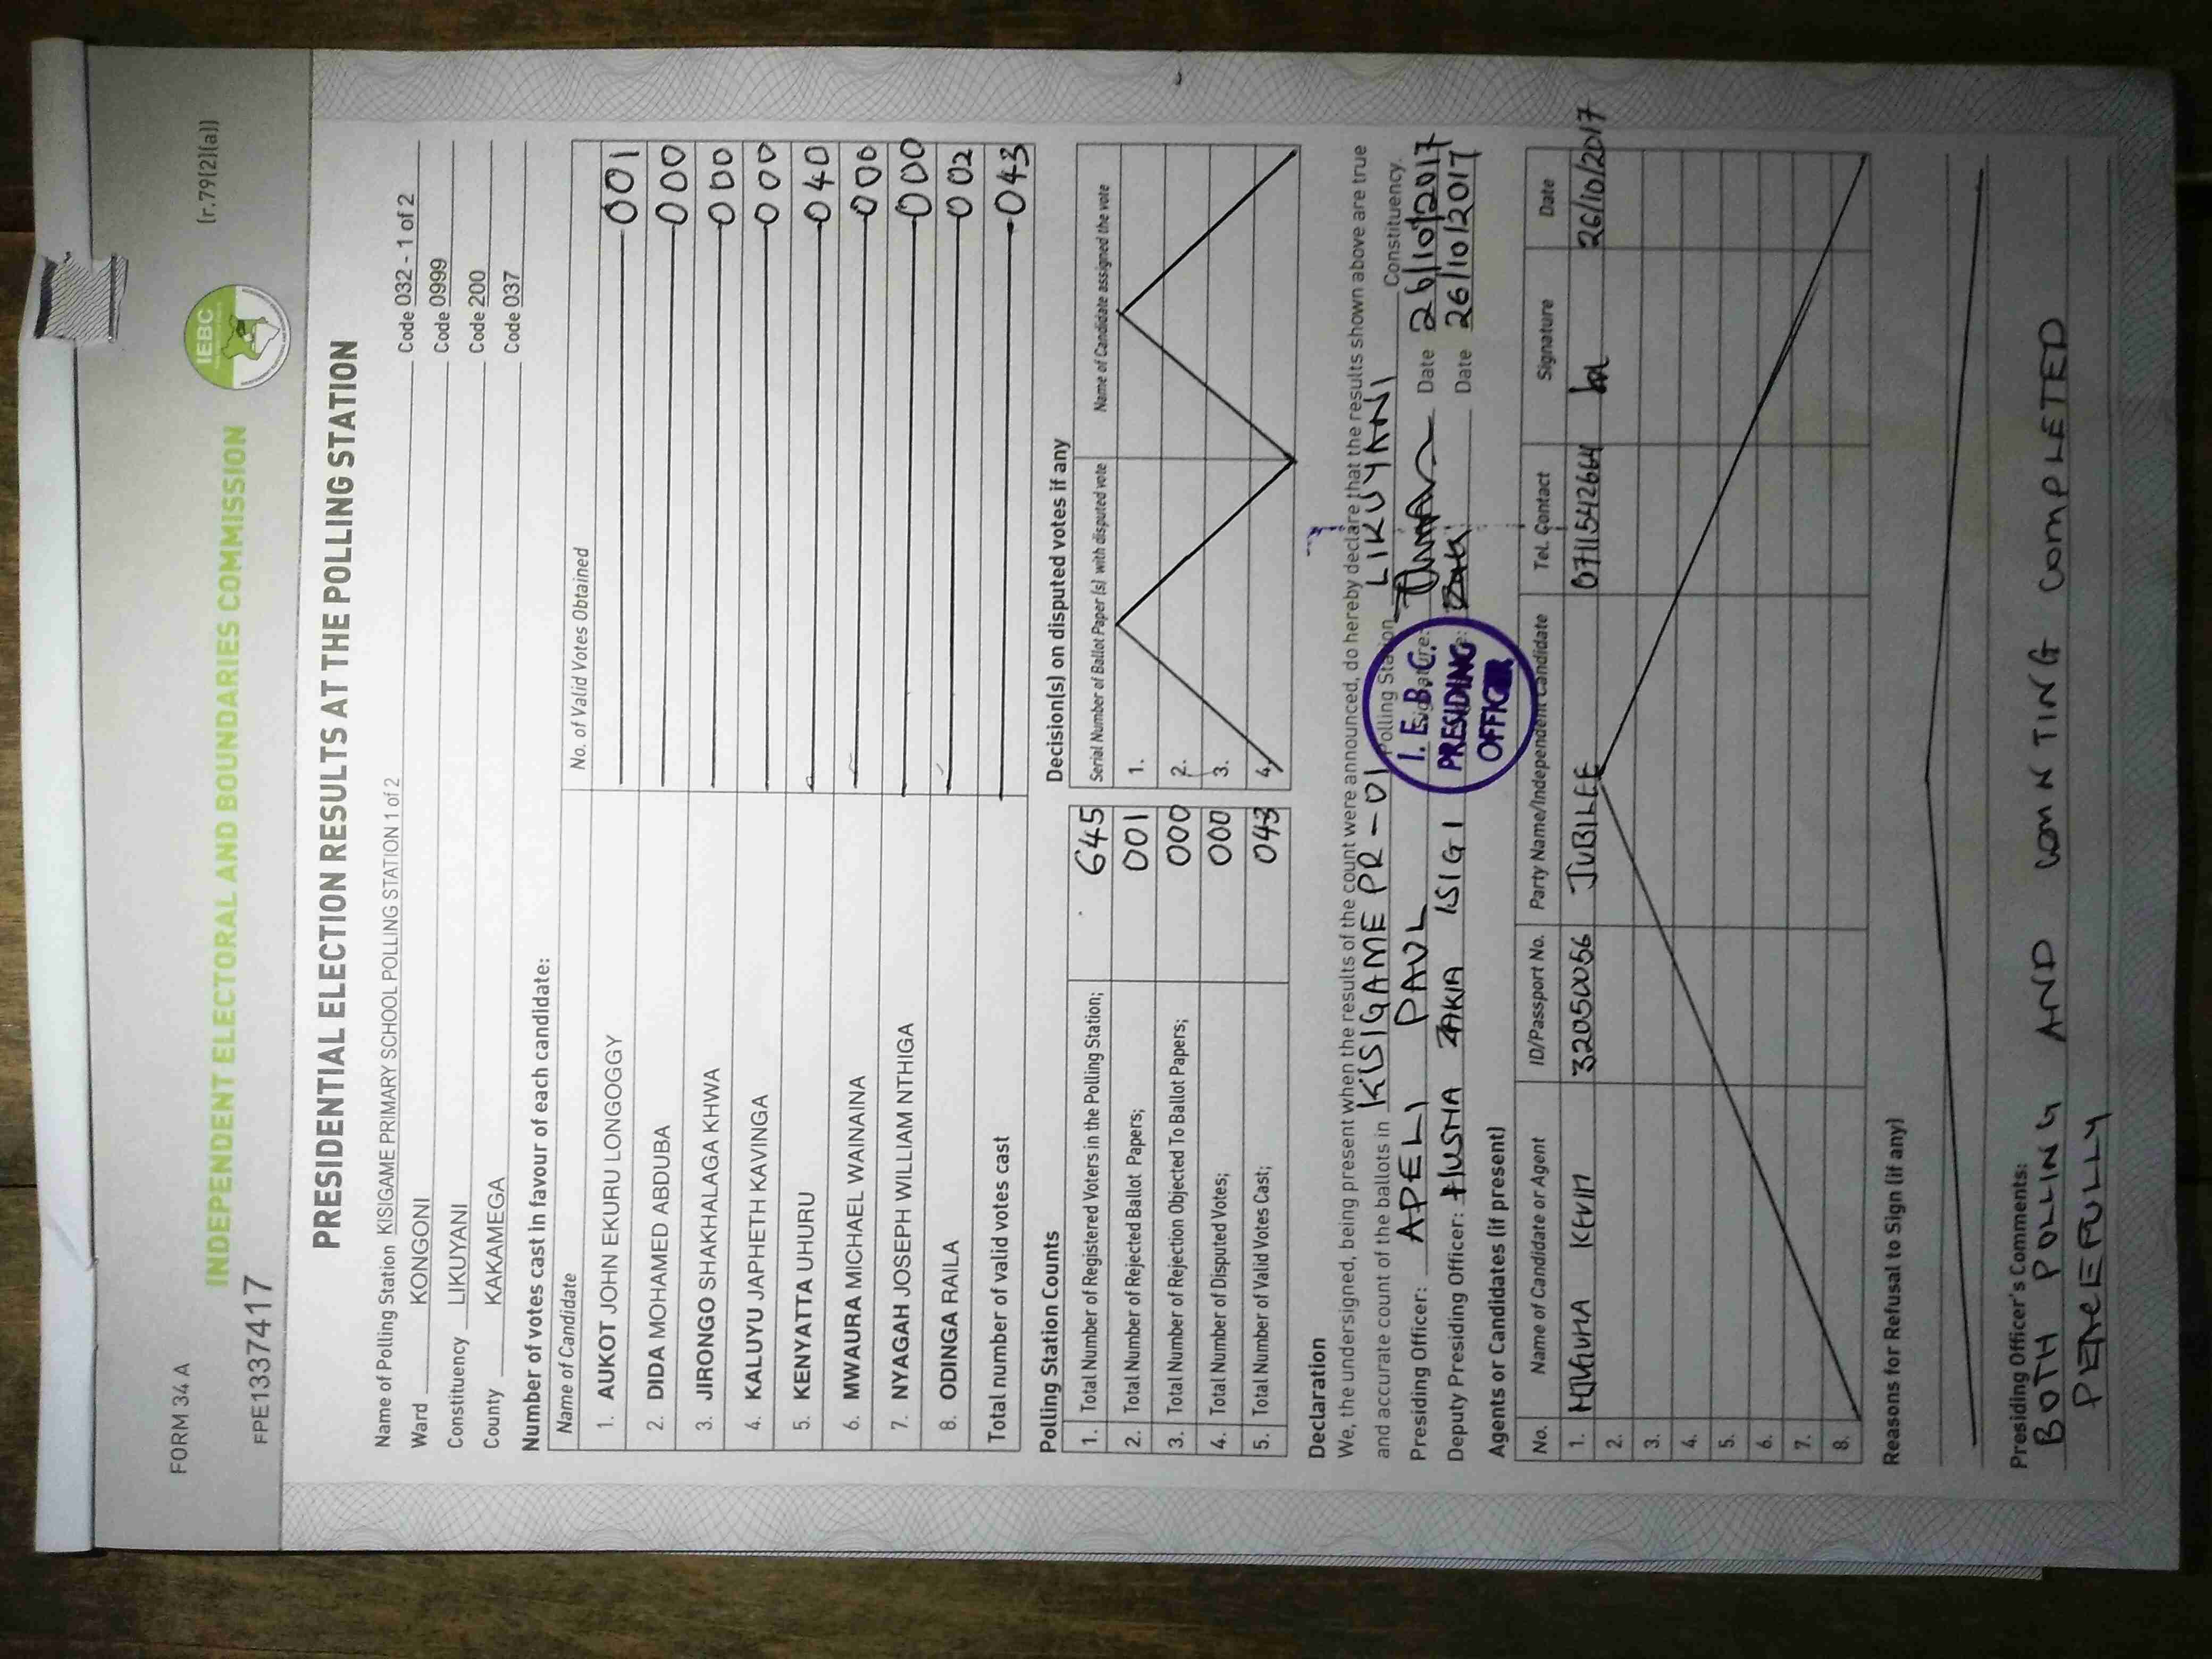 FORM 34 A
(r.79(2)(a))
INDEPENDENT ELECTORAL AND BOUNDARIES COMMISSION
IEBC
FPE1337417
PRESIDENTIAL ELECTION RESULTS AT THE POLLING STATION
Name of Polling Station KISIGAME PRIMARY SCHOOL POLLING STATION 1 of 2 Code 032 - 1 of 2
Ward KONGONI Code 0999
Constituency LIKUYANI Code 200
County KAKAMEGA Code 037
Number of votes cast in favour of each candidate:
Name of Candidate No. of Valid Votes Obtained
1. AUKOT JOHN EKURU LONGOGGY 001
2. DIDA MOHAMED ABDUBA 000
3. JIRONGO SHAKHALAGA KHWA 000
4. KALUYU JAPHETH KAVINGA 000
5. KENYATTA UHURU 040
6. MWAURA MICHAEL WAINAINA 000
7. NYAGAH JOSEPH WILLIAM NTHIGA 000
8. ODINGA RAILA 002
Total number of valid votes cast 043
Polling Station Counts
1. Total Number of Registered Voters in the Polling Station; 645
2. Total Number of Rejected Ballot Papers; 001
3. Total Number of Rejection Objected To Ballot Papers; 000
4. Total Number of Disputed Votes; 000
5. Total Number of Valid Votes Cast; 043
Decision(s) on disputed votes if any
Serial Number of Ballot Paper (s) with disputed vote Name of Candidate assigned the vote
1.
2.
3.
4.
Declaration
We, the undersigned, being present when the results of the count were announced, do hereby declare that the results shown above are true
and accurate count of the ballots in KISIGAME PR - 01 Polling Station LIKUYANI Constituency.
Presiding Officer: APELI PAUL Signature: Date 26/10/2017
Deputy Presiding Officer: HUSNA ZAKIA ISIGI Date 26/10/2017
I.E.B.C.
PRESIDING
OFFICER
Agents or Candidates (if present)
No. Name of Candidate or Agent ID/Passport No. Party Name/Independent Candidate Tel. Contact Signature Date
1. KEVIN 32050056 JUBILEE 0711542664 26/10/2017
2.
3.
4.
5.
6.
7.
8.
Reasons for Refusal to Sign (if any)
Presiding Officer's Comments:
BOTH POLLING AND COUNTING COMPLETED
PEACEFULLY